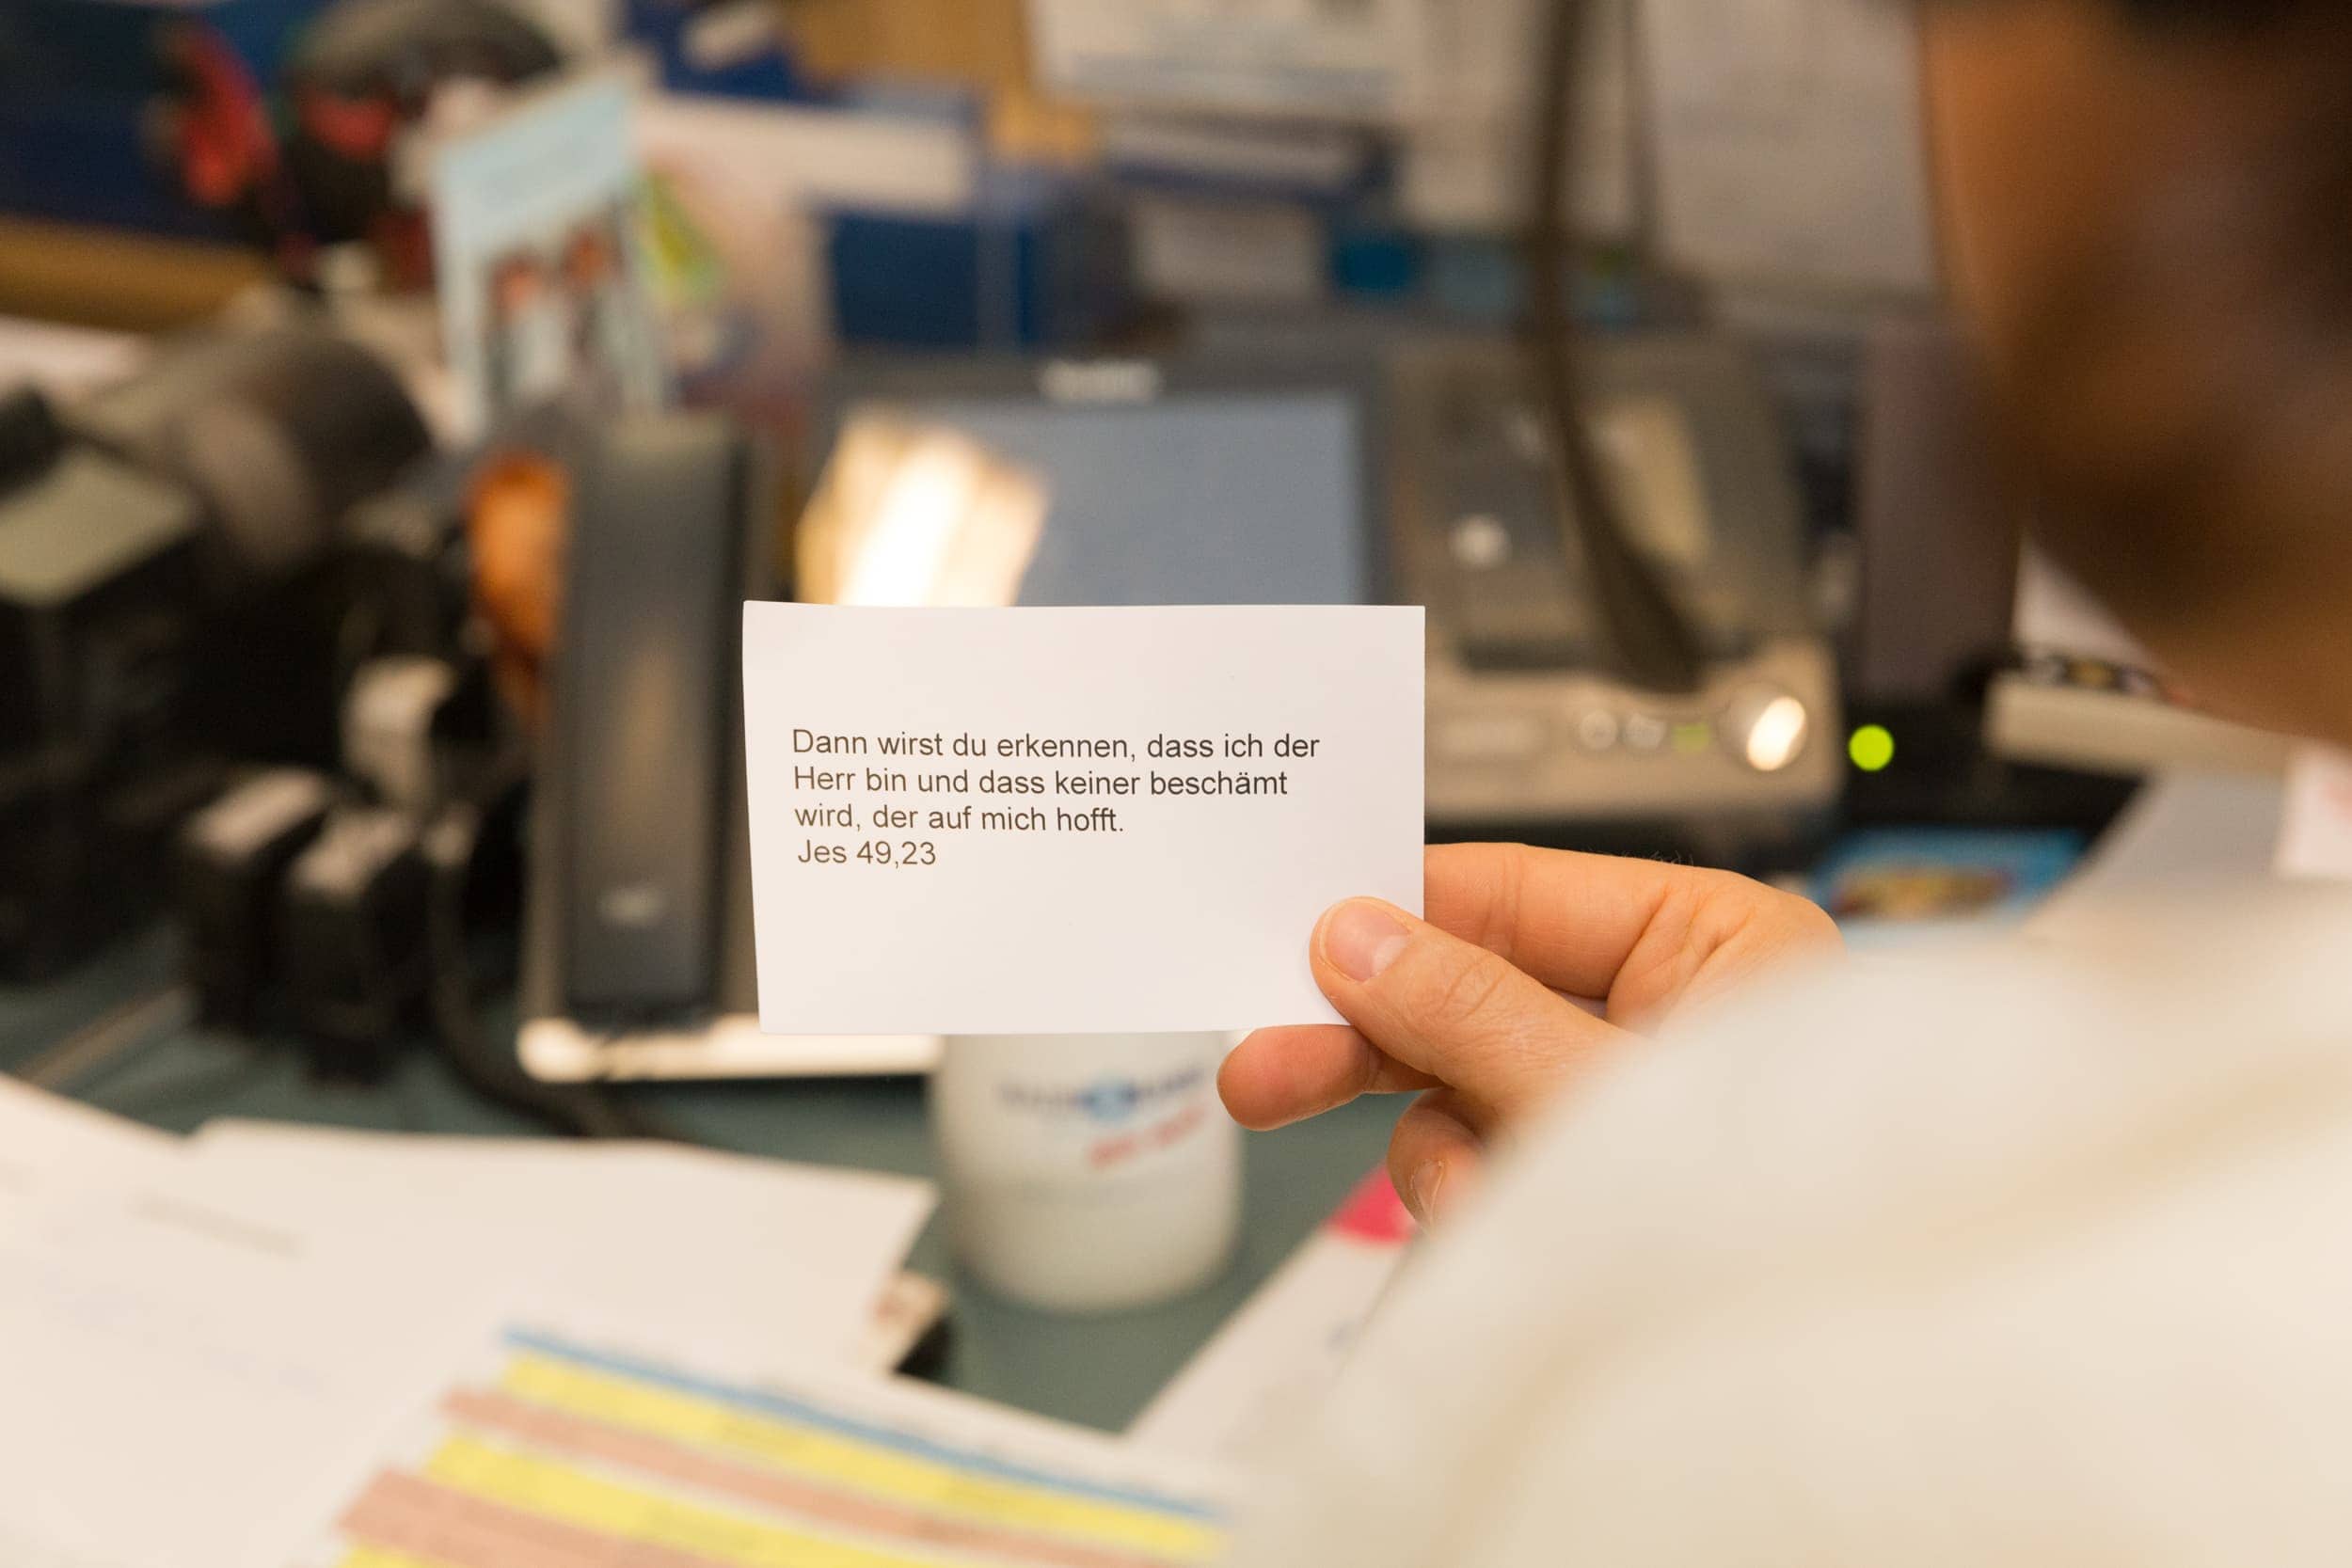 Dann wirst du erkennen, dass ich der
Herr bin und dass keiner beschämt
wird, der auf mich hofft.
Jes 49,23